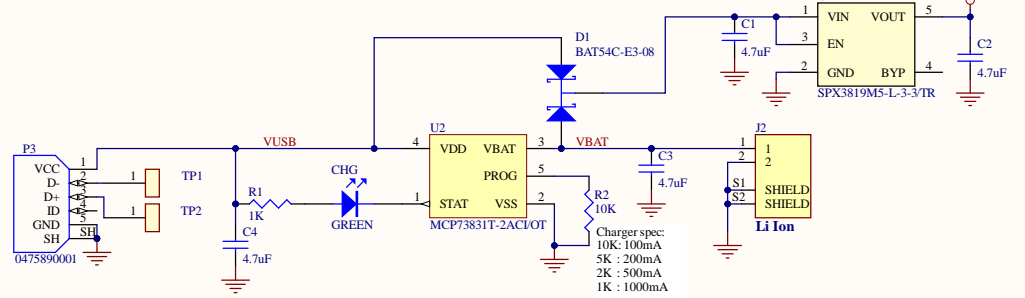 D1
BAT54C-E3-08
C1
4.7uF
1 VIN VOUT 5
3 EN
2 GND BYP 4
SPX3819M5-L-3-3/TR
C2
4.7uF
P3
VCC 1
D- 2
D+ 3
ID 4
GND 5
SH SH
0475890001
1 TP1
1 TP2
VUSB
R1
1K
CHG
GREEN
C4
4.7uF
U2
4 VDD VBAT 3
PROG 5
1 STAT VSS 2
MCP73831T-2ACI/OT
VBAT
R2
10K
Charger spec:
10K: 100mA
5K : 200mA
2K : 500mA
1K : 1000mA
C3
4.7uF
J2
1 1
2 2
S1 SHIELD
S2 SHIELD
Li Ion